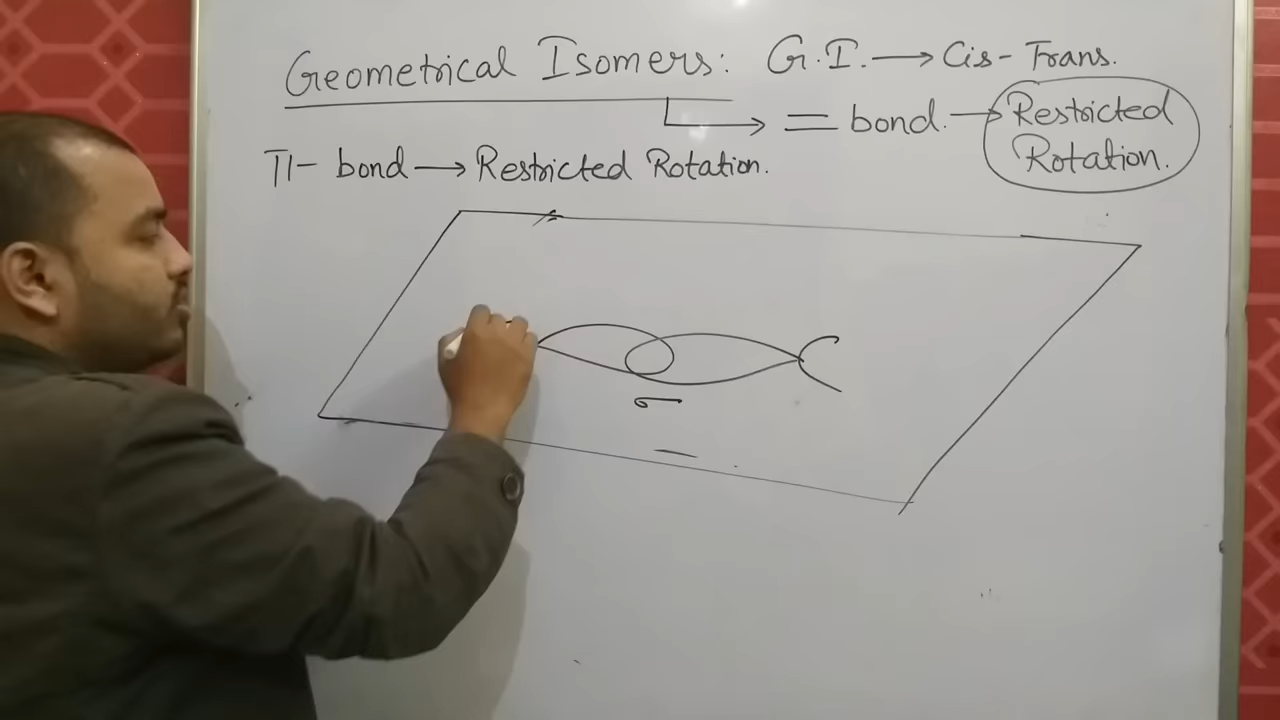 Geometrical Isomers: G.I. → Cis-Trans.
= bond. → Restricted
Rotation.
π- bond → Restricted Rotation.
σ